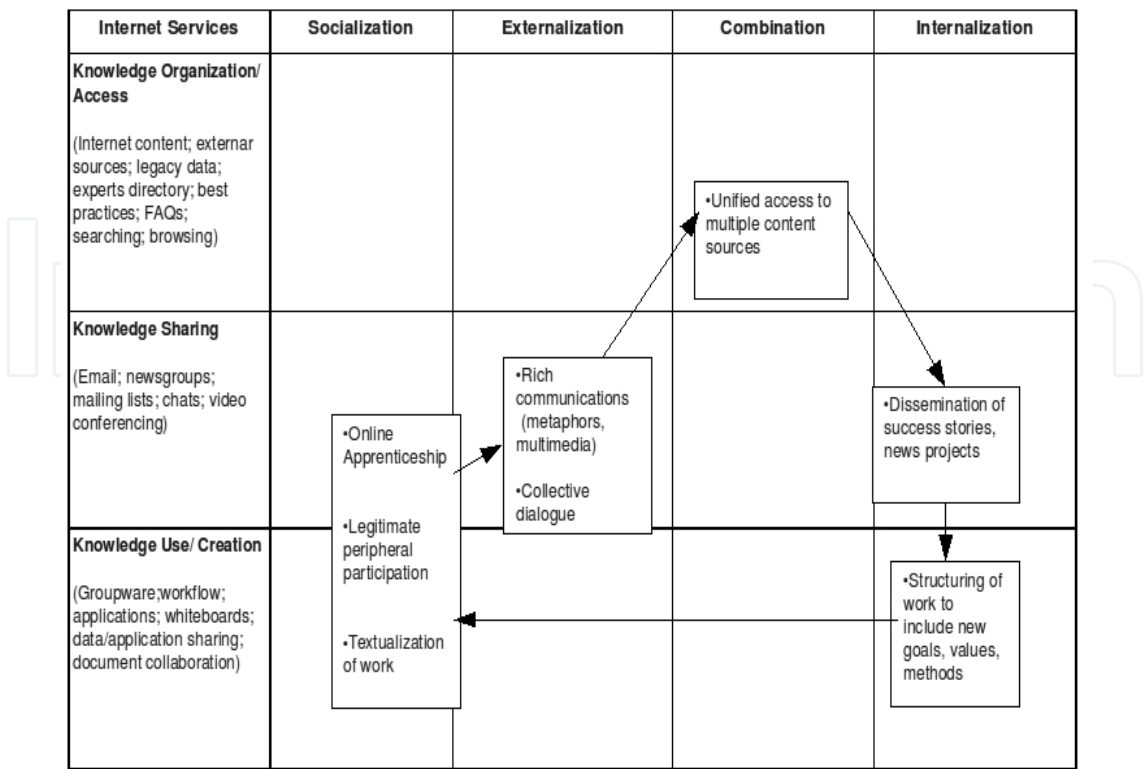 Internet Services
Socialization
Externalization
Combination
Internalization
Knowledge Organization/
Access
(Internet content; externar
sources; legacy data;
experts directory; best
practices; FAQs;
searching; browsing)
•Unified access to
multiple content
sources
Knowledge Sharing
(Email; newsgroups;
mailing lists; chats; video
conferencing)
•Online
Apprenticeship
•Legitimate
peripheral
participation
•Textualization
of work
•Rich
communications
(metaphors,
multimedia)
•Collective
dialogue
•Dissemination of
success stories,
news projects
Knowledge Use/ Creation
(Groupware;workflow;
applications; whiteboards;
data/application sharing;
document collaboration)
•Structuring of
work to
include new
goals, values,
methods